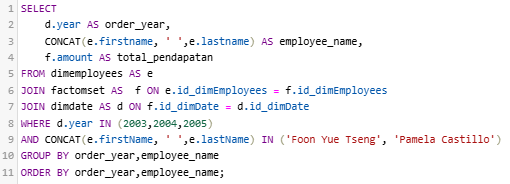 1 SELECT
2 d.year AS order_year,
3 CONCAT(e.firstname, ' ',e.lastname) AS employee_name,
4 f.amount AS total_pendapatan
5 FROM dimemployees AS e
6 JOIN factomset AS f ON e.id_dimEmployees = f.id_dimEmployees
7 JOIN dimdate AS d ON f.id_dimDate = d.id_dimDate
8 WHERE d.year IN (2003,2004,2005)
9 AND CONCAT(e.firstName, ' ',e.lastName) IN ('Foon Yue Tseng', 'Pamela Castillo')
10 GROUP BY order_year,employee_name
11 ORDER BY order_year,employee_name;